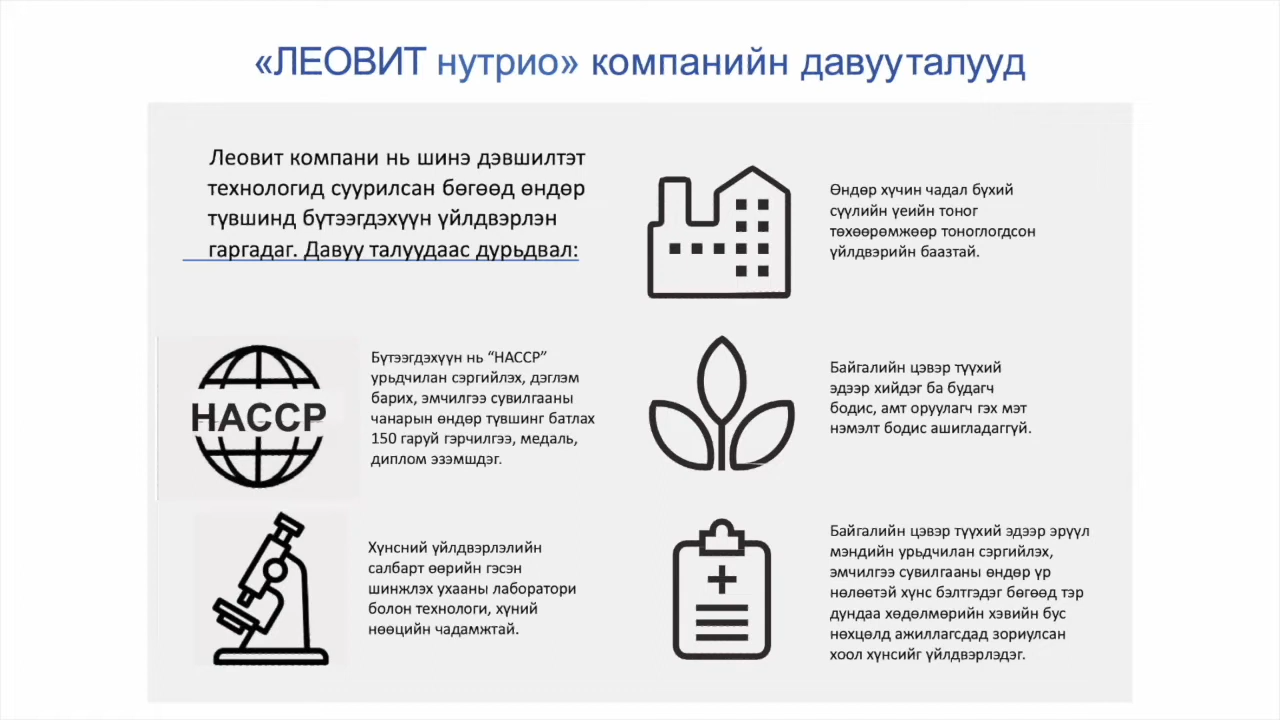 «ЛЕОВИТ нутрио» компанийн давууталууд
Леовит компани нь шинэ дэвшилтэт
технологид суурилсан бөгөөд өндөр
түвшинд бүтээгдэхүүн үйлдвэрлэн
гаргадаг. Давуу талуудаас дурьдвал:
Өндөр хүчин чадал бүхий
сүүлийн үеийн тоног
төхөөрөмжөөр тоноглогдсон
үйлдвэрийн баазтай.
HACCP
Бүтээгдэхүүн нь “HACCP”
урьдчилан сэргийлэх, дэглэм
барих, эмчилгээ сувилгааны
чанарын өндөр түвшинг батлах
150 гаруй гэрчилгээ, медаль,
диплом эзэмшдэг.
Байгалийн цэвэр түүхий
эдээр хийдэг ба будагч
бодис, амт оруулагч гэх мэт
нэмэлт бодис ашигладаггүй.
Хүнсний үйлдвэрлэлийн
салбарт өөрийн гэсэн
шинжлэх ухааны лаборатори
болон технологи, хүний
нөөцийн чадамжтай.
Байгалийн цэвэр түүхий эдээр эрүүл
мэндийн урьдчилан сэргийлэх,
эмчилгээ сувилгааны өндөр үр
нөлөөтэй хүнс бэлтгэдэг бөгөөд тэр
дундаа хөдөлмөрийн хэвийн бус
нөхцөлд ажиллагсдад зориулсан
хоол хүнсийг үйлдвэрлэдэг.